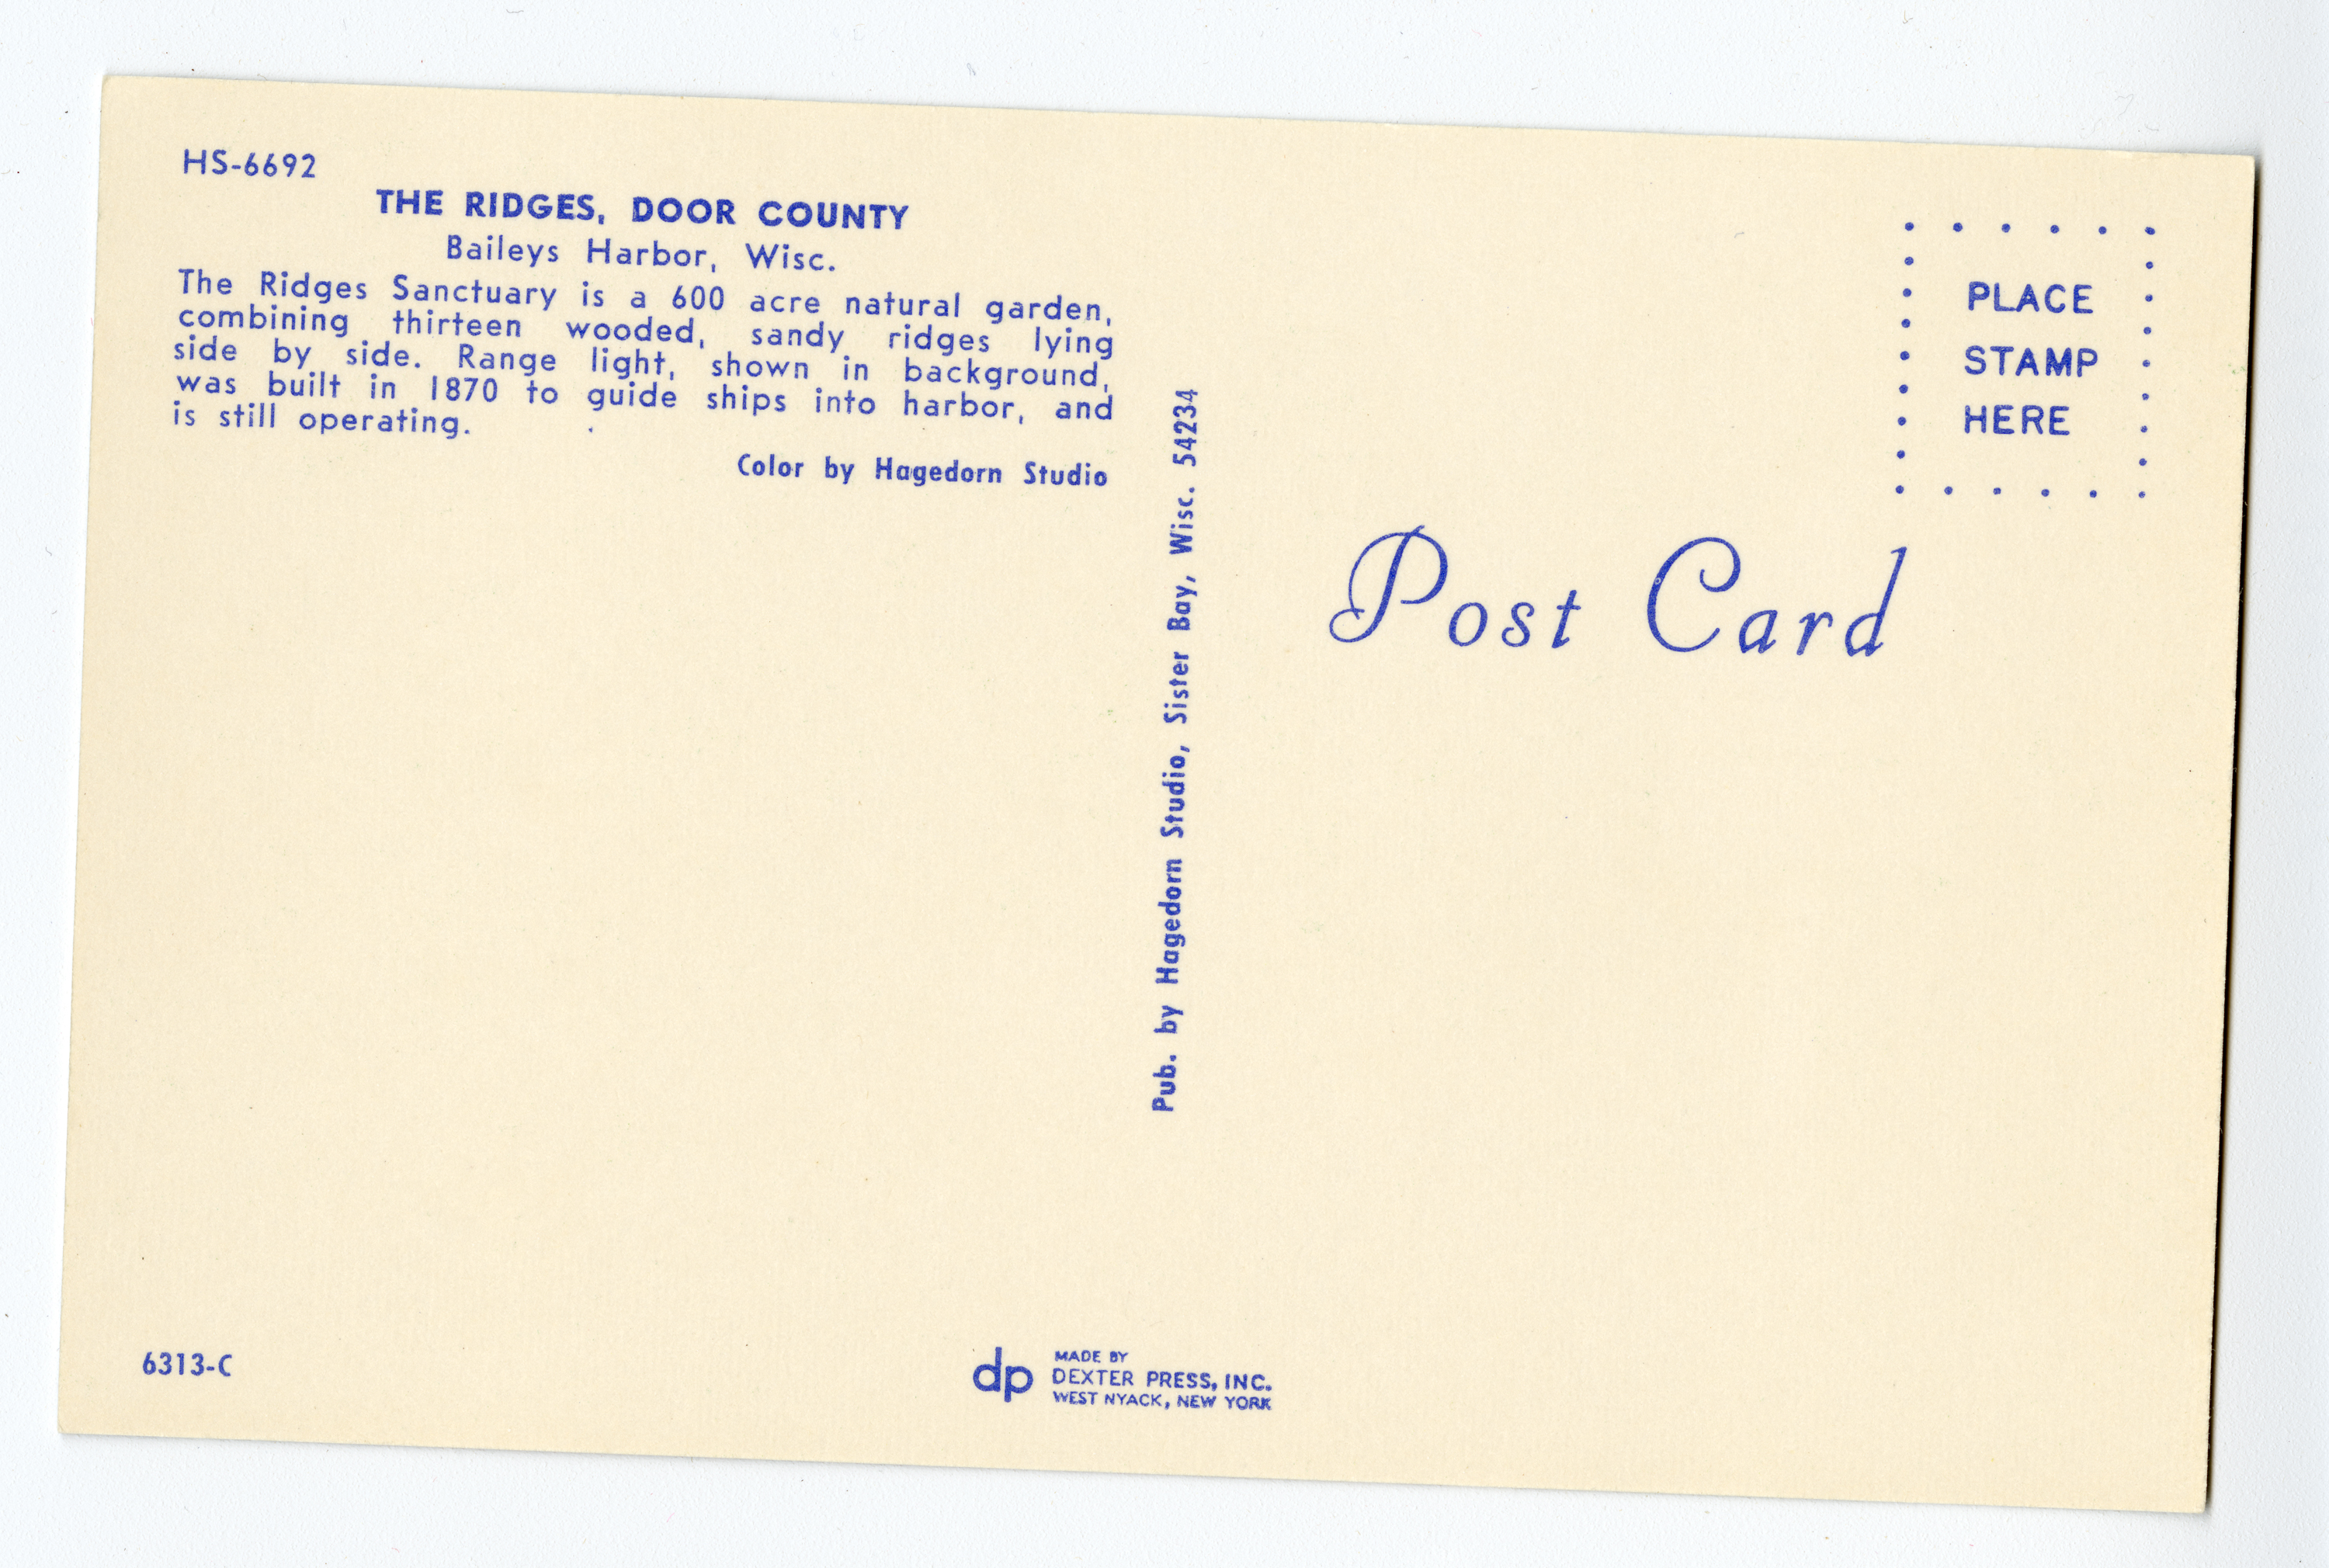 HS-6692
THE RIDGES, DOOR COUNTY
Baileys Harbor, Wisc.
The Ridges Sanctuary is a 600 acre natural garden,
combining thirteen wooded, sandy ridges lying
side by side. Range light, shown in background,
was built in 1870 to guide ships into harbor, and
is still operating.
Color by Hagedorn Studio
Pub. by Hagedorn Studio, Sister Bay, Wisc. 54234
PLACE
STAMP
HERE
Post Card
6313-C
dp
MADE BY
DEXTER PRESS, INC.
WEST NYACK, NEW YORK